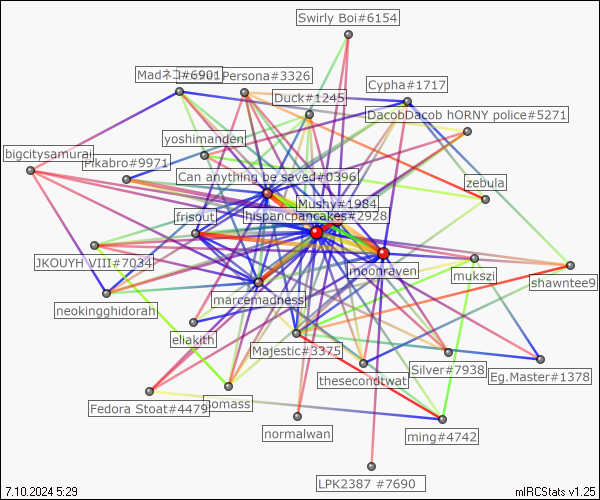 Swirly Boi#6154
Madネコ#6901
Persona#3326
Cypha#1717
Duck#1245
DacobDacob hORNY police#5271
yoshimanden
bigcitysamurai
#9971
Can anything be saved#0396
zebula
Mushy#1984
frisout
hispancpancakes#2928
JKOUYH VIII#7034
moonraven
mukszi
shawntee9
marcemadness
neokingghidorah
eliakith
Majestic#3375
thesecondtwat
Silver#7938
Eg.Master#1378
Fedora Stoat#4479
normalwan
ming#4742
LPK2387 #7690
7.10.2024 5:29
mIRCStats v1.25